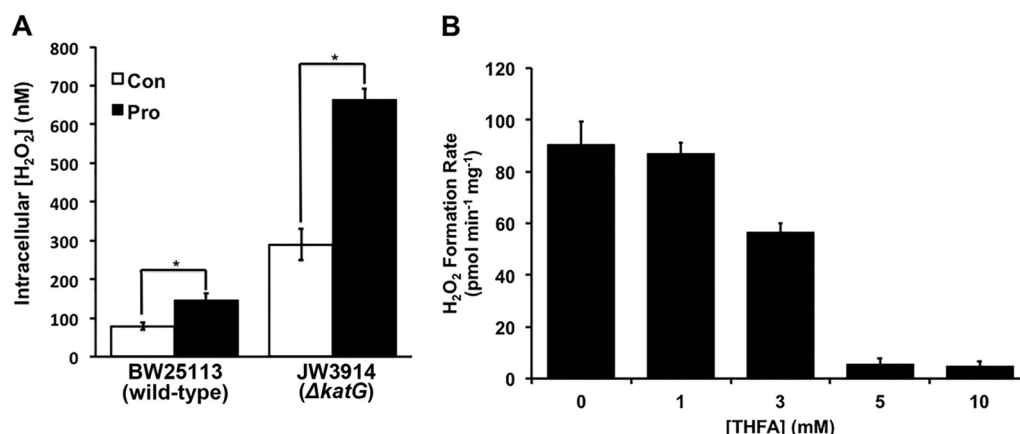 A
Intracellular [H₂O₂] (nM)
800
700
600
500
400
300
200
100
0
Con
Pro
*
*
BW25113
(wild-type)
JW3914
(ΔkatG)
B
H₂O₂ Formation Rate
(pmol min⁻¹ mg⁻¹)
120
100
80
60
40
20
0
0 1 3 5 10
[THFA] (mM)